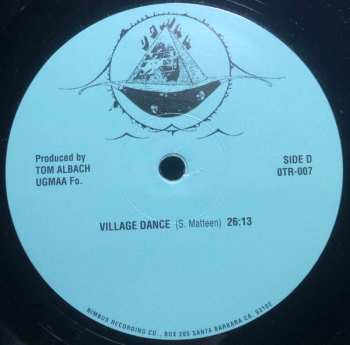 Produced by
TOM ALBACH
UGMAA Fo.
SIDE D
OTR-007
VILLAGE DANCE (S. Matteen) 26:13
NIMBUS RECORDING CO., BOX 205 SANTA BARBARA CA. 93102